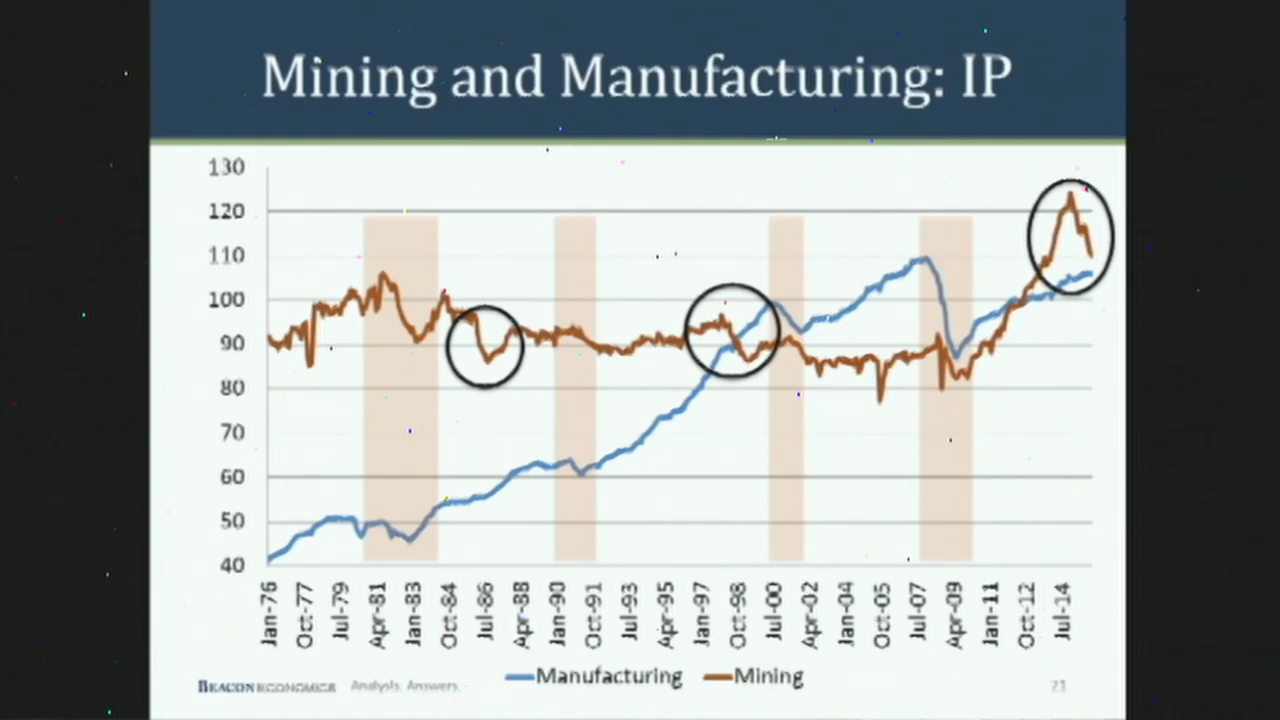 Mining and Manufacturing: IP
130
120
110
100
90
80
70
60
50
40
Jan-76
Oct-77
Jul-79
Apr-81
Jan-83
Oct-84
Jul-86
Apr-88
Jan-90
Oct-91
Jul-93
Apr-95
Jan-97
Oct-98
Jul-00
Apr-02
Jan-04
Oct-05
Jul-07
Apr-09
Jan-11
Oct-12
Jul-14
Manufacturing Mining
BEACON ECONOMICS Analysis. Answers. 21